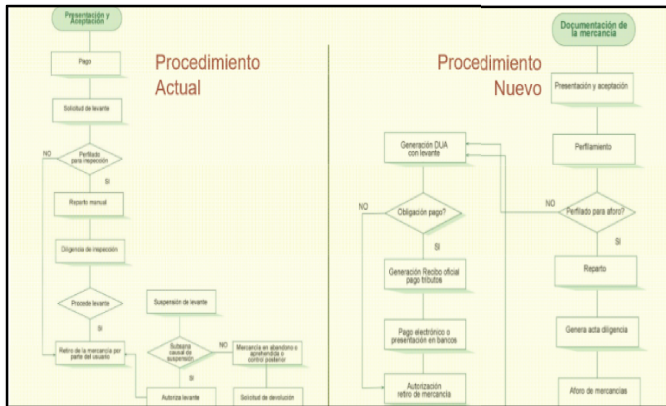 Presentación y
Aceptación
Pago
Solicitud de levante
Perfilado
para inspección
NO
SI
Reparto manual
Diligencia de inspección
Procede levante
SI
Retiro de la mercancía por
parte del usuario
Procedimiento
Actual
Suspensión de levante
Subsana
causal de
suspensión
NO
SI
Autoriza levante
Mercancía en abandono o
aprehendida o
control posterior
Solicitud de devolución
Procedimiento
Nuevo
Documentación de
la mercancia
Presentación y aceptación
Perfilamiento
Perfilado para aforo?
NO
SI
Reparto
Genera acta diligencia
Aforo de mercancías
Generación DUA
con levante
Obligación pago?
NO
SI
Generación Recibo oficial
pago tributos
Pago electrónico o
presentación en bancos
Autorización
retiro de mercancía